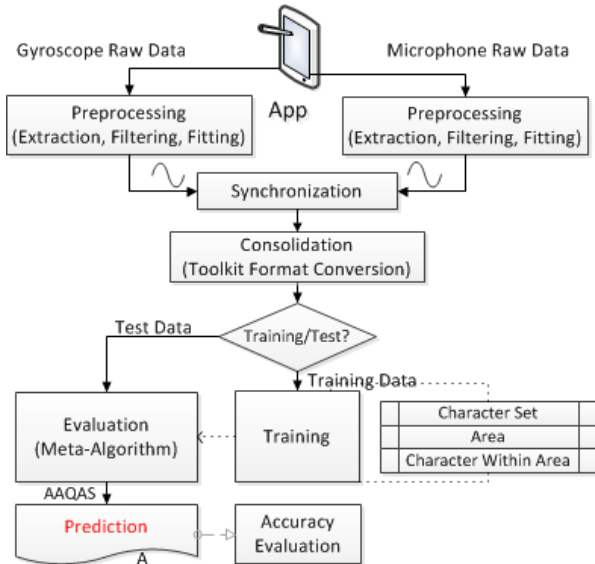 Gyroscope Raw Data
Microphone Raw Data
App
Preprocessing
(Extraction, Filtering, Fitting)
Preprocessing
(Extraction, Filtering, Fitting)
Synchronization
Consolidation
(Toolkit Format Conversion)
Training/Test?
Test Data
Training Data
Evaluation
(Meta-Algorithm)
Training
Character Set
Area
Character Within Area
AAQAS
Prediction
A
Accuracy
Evaluation